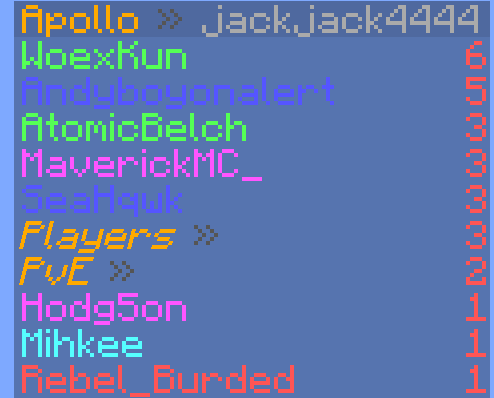 Apollo » jackjack4444
WoexKun 6
Andyboyonalert 5
AtomicBelch 3
MaverickMC_ 3
SeaHqwk 3
Players » 3
PvE » 2
Hodg5on 1
Mihkee 1
Rebel_Burded 1